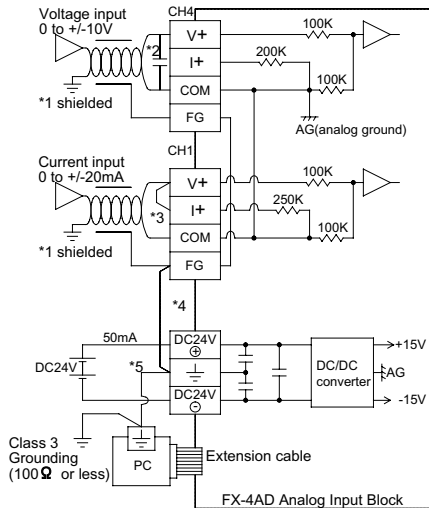 CH4
Voltage input
0 to +/-10V
*2
V+
100K
I+
200K
COM
100K
*1 shielded
FG
AG(analog ground)
CH1
Current input
0 to +/-20mA
V+
100K
*3
I+
250K
COM
100K
*1 shielded
FG
*4
50mA
DC24V
⊕
+15V
DC24V
*5
DC/DC
converter
AG
DC24V
⊖
-15V
Class 3
Grounding
(100Ω or less)
PC
Extension cable
FX-4AD Analog Input Block